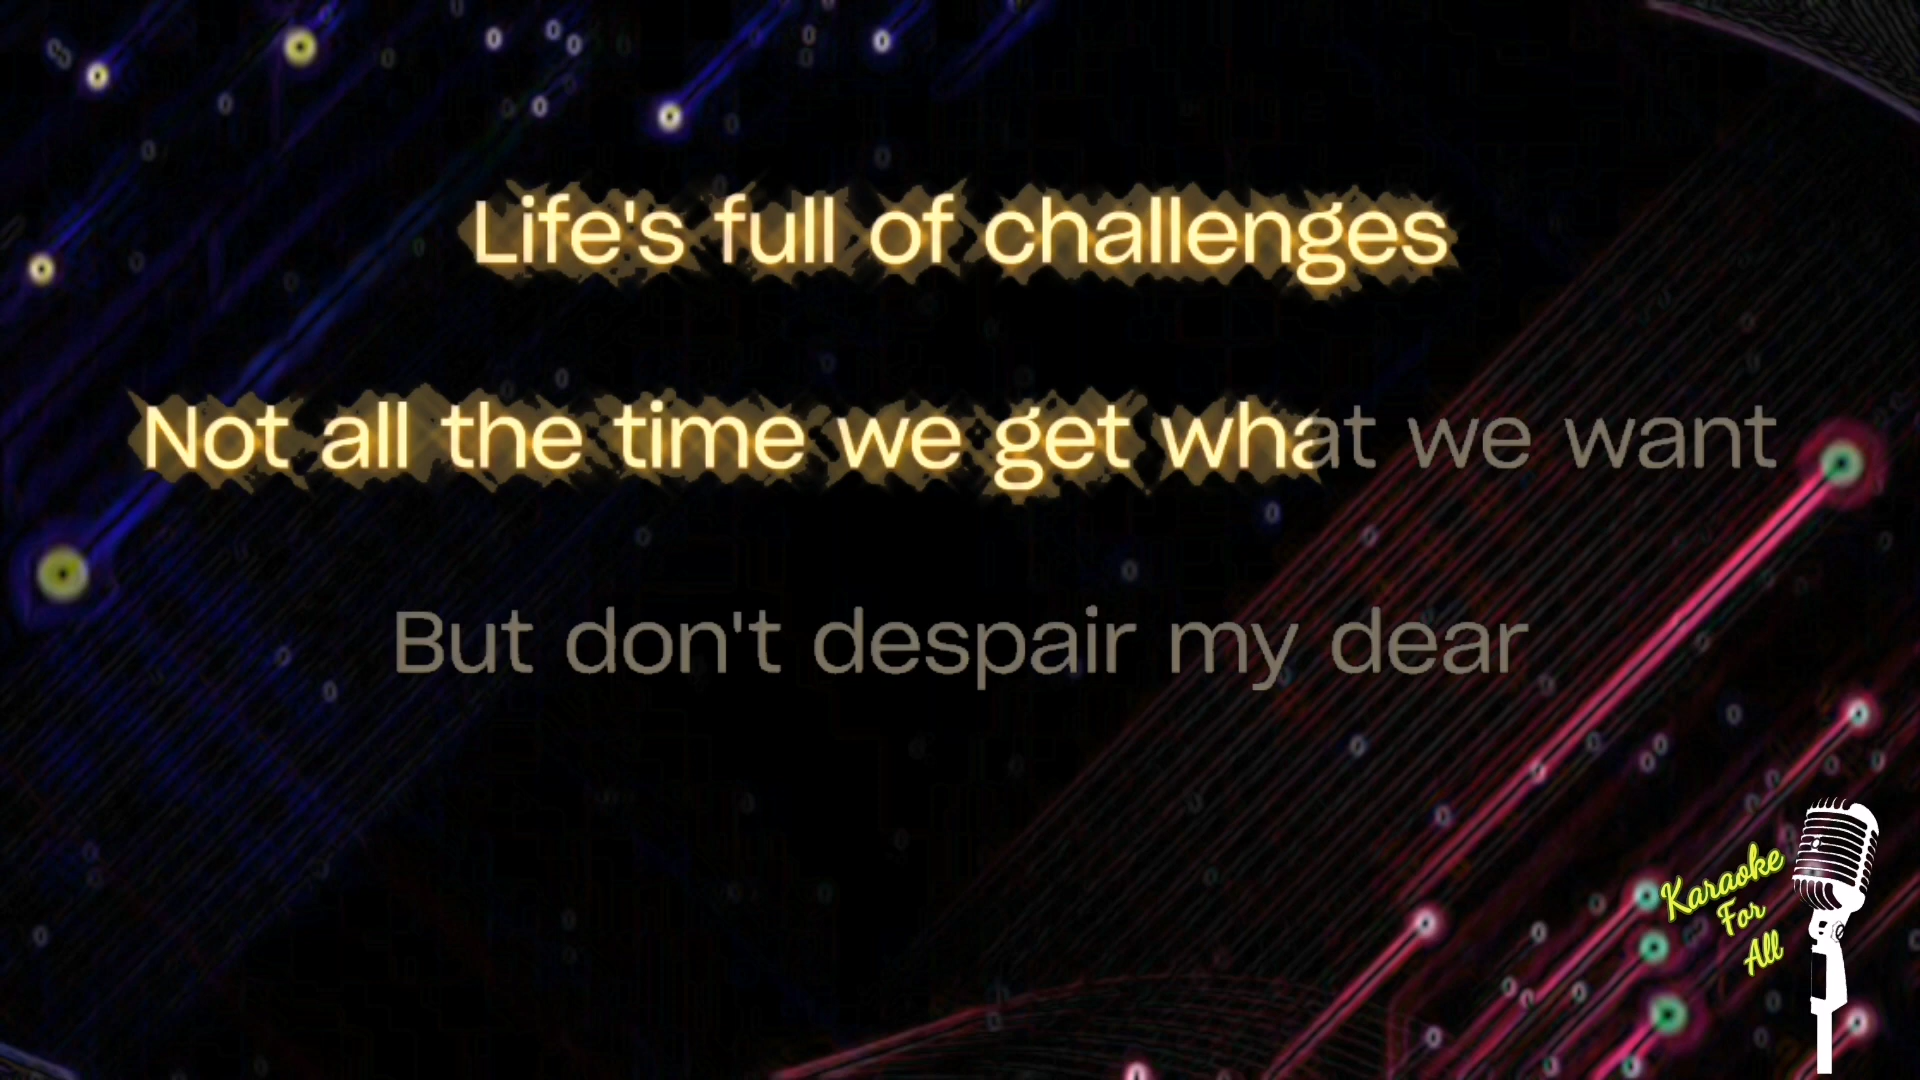 Life's full of challenges
Not all the time we get what we want
But don't despair my dear
Karaoke
For
All